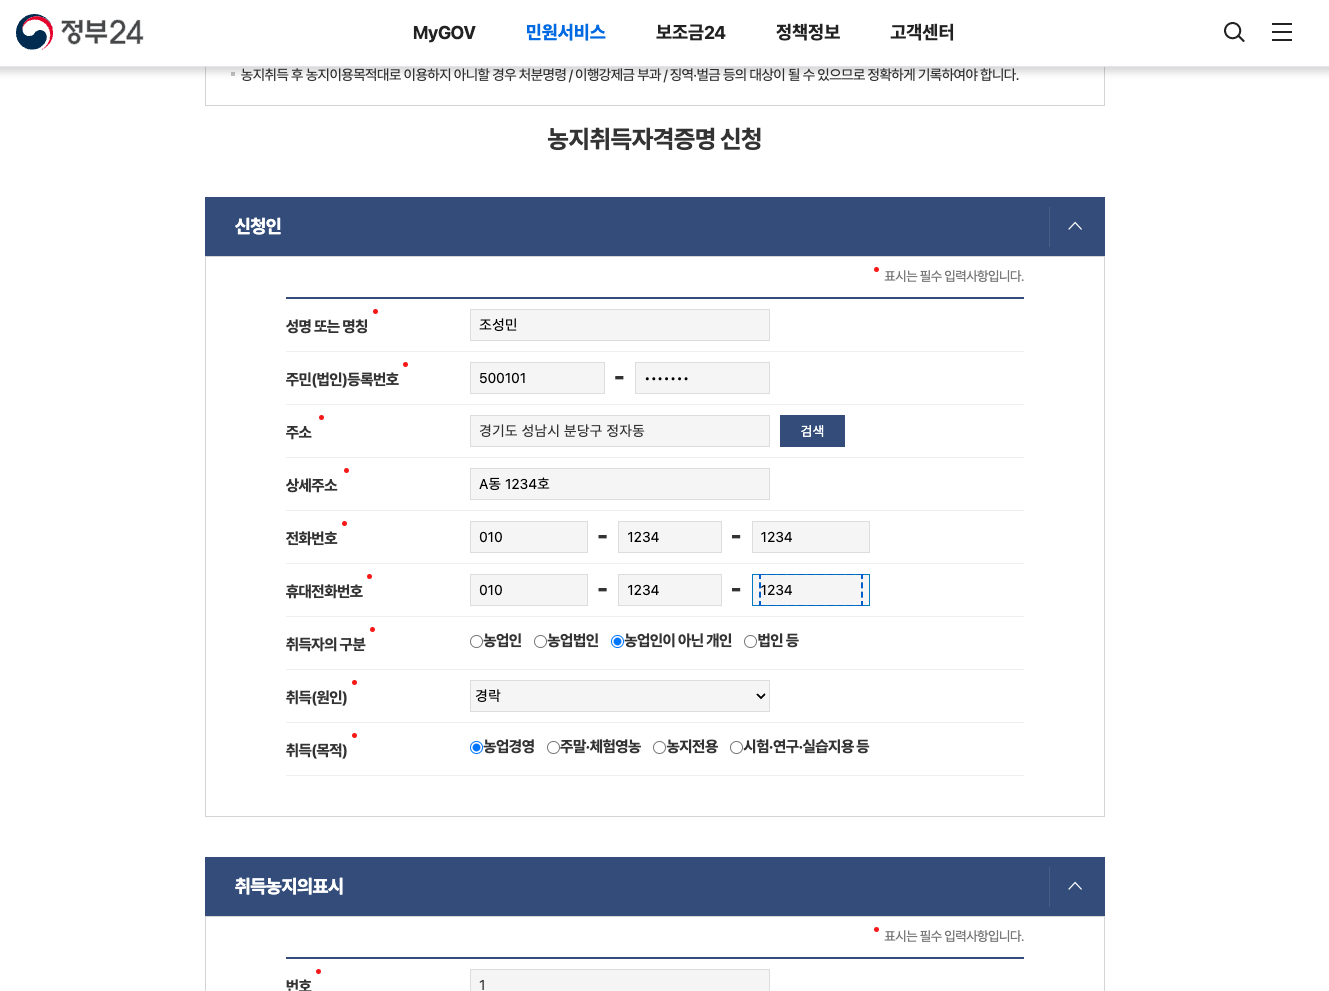 정부24
MyGOV 민원서비스 보조금24 정책정보 고객센터
농지취득 후 농지이용목적대로 이용하지 아니할 경우 처분명령 / 이행강제금 부과 / 징역·벌금 등의 대상이 될 수 있으므로 정확하게 기록하여야 합니다.
농지취득자격증명 신청
신청인
표시는 필수 입력사항입니다.
성명 또는 명칭 조성민
주민(법인)등록번호 500101 - •••••••
주소 경기도 성남시 분당구 정자동 검색
상세주소 A동 1234호
전화번호 010 - 1234 - 1234
휴대전화번호 010 - 1234 - 1234
취득자의 구분 농업인 농업법인 농업인이 아닌 개인 법인 등
취득(원인) 경락
취득(목적) 농업경영 주말·체험영농 농지전용 시험·연구·실습지용 등
취득농지의표시
표시는 필수 입력사항입니다.
번호 1